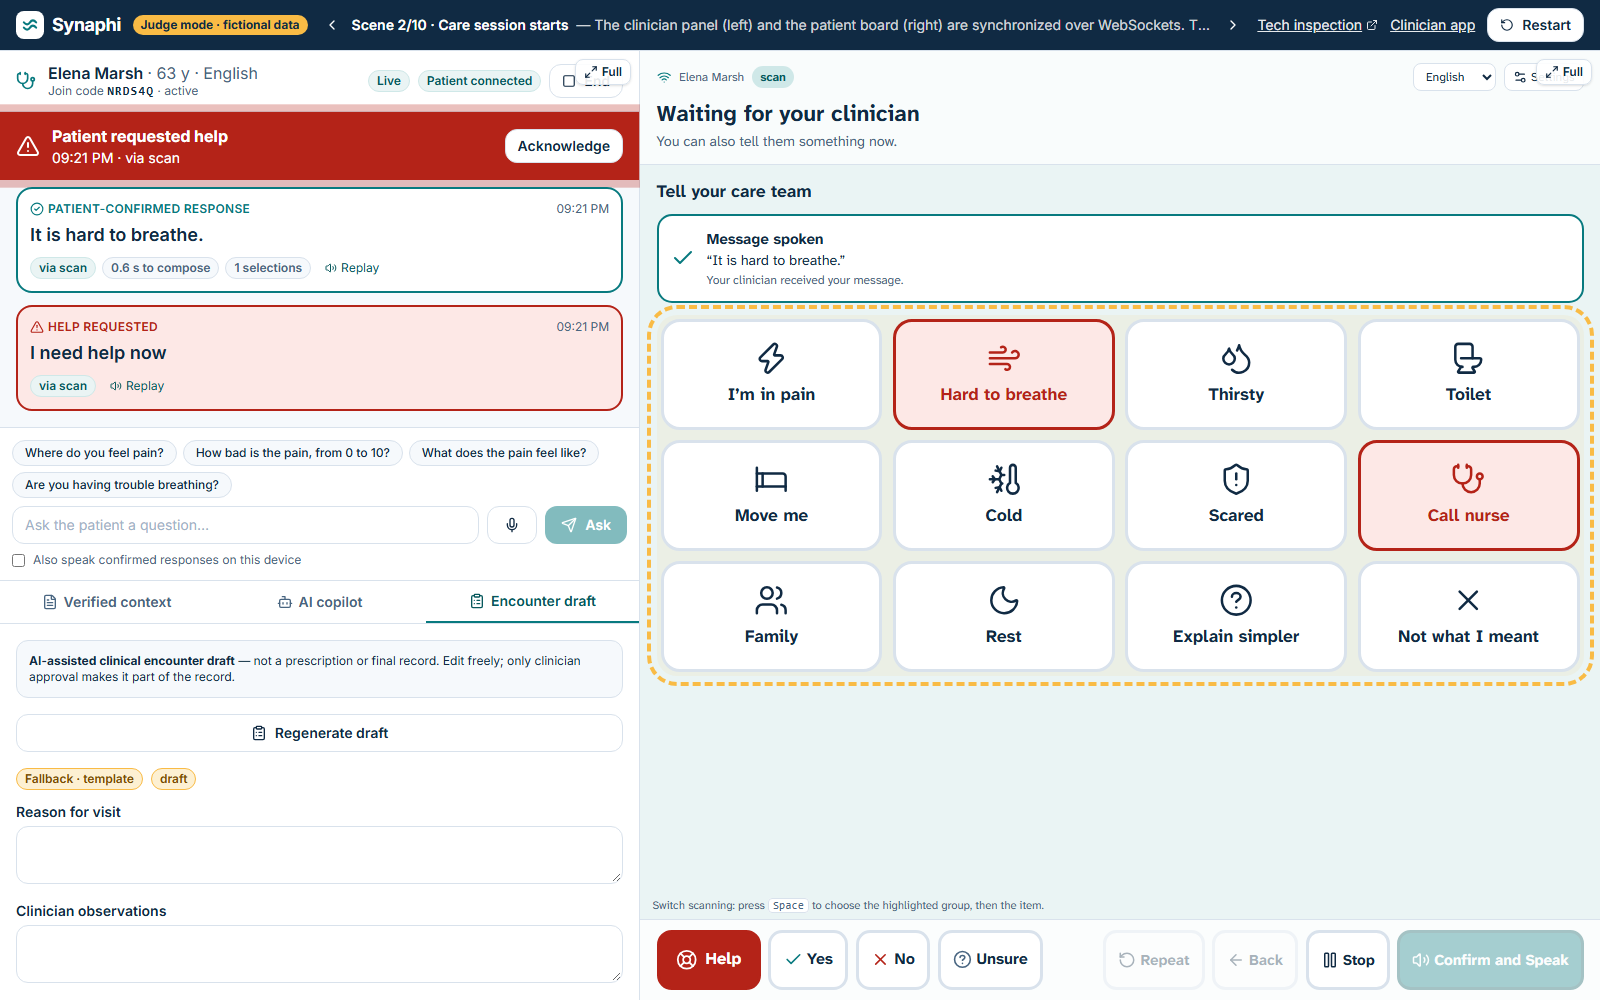 Synaphi
Judge mode · fictional data
Scene 2/10 · Care session starts — The clinician panel (left) and the patient board (right) are synchronized over WebSockets. T...
Tech inspection
Clinician app
Restart
Elena Marsh · 63 y · English
Join code NRDS4Q · active
Live
Patient connected
Full
Patient requested help
09:21 PM · via scan
Acknowledge
PATIENT-CONFIRMED RESPONSE
09:21 PM
It is hard to breathe.
via scan
0.6 s to compose
1 selections
Replay
HELP REQUESTED
09:21 PM
I need help now
via scan
Replay
Where do you feel pain?
How bad is the pain, from 0 to 10?
What does the pain feel like?
Are you having trouble breathing?
Ask the patient a question...
Ask
Also speak confirmed responses on this device
Verified context
AI copilot
Encounter draft
AI-assisted clinical encounter draft — not a prescription or final record. Edit freely; only clinician
approval makes it part of the record.
Regenerate draft
Fallback · template
draft
Reason for visit
Clinician observations
Elena Marsh
scan
English
Full
Waiting for your clinician
You can also tell them something now.
Tell your care team
Message spoken
“It is hard to breathe.”
Your clinician received your message.
I’m in pain
Hard to breathe
Thirsty
Toilet
Move me
Cold
Scared
Call nurse
Family
Rest
Explain simpler
Not what I meant
Switch scanning: press Space to choose the highlighted group, then the item.
Help
Yes
No
Unsure
Repeat
Back
Stop
Confirm and Speak